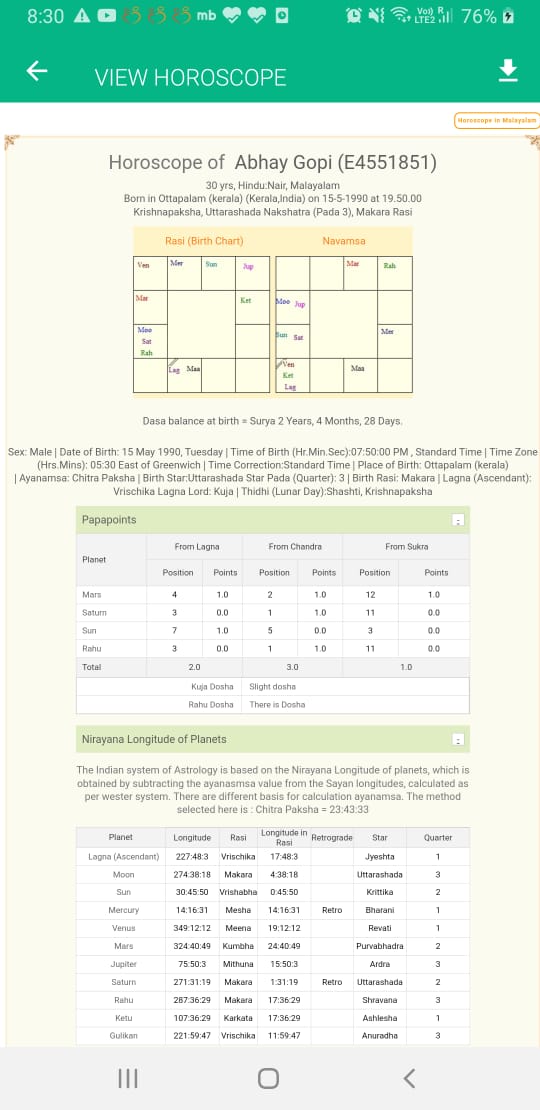 8:30 mb Vo)) R LTE2 76%
VIEW HOROSCOPE
Horoscope in Malayalam
Horoscope of Abhay Gopi (E4551851)
30 yrs, Hindu:Nair, Malayalam
Born in Ottapalam (kerala) (Kerala,India) on 15-5-1990 at 19.50.00
Krishnapaksha, Uttarashada Nakshatra (Pada 3), Makara Rasi
Rasi (Birth Chart) Navamsa
Ven Mer Sun Jup Mar Rah
Mar Ket Moo Jup
Moo Sun Sat Mer
Sat
Rah
Lag Maa Ven Maa
Ket
Lag
Dasa balance at birth = Surya 2 Years, 4 Months, 28 Days.
Sex: Male | Date of Birth: 15 May 1990, Tuesday | Time of Birth (Hr.Min.Sec):07:50:00 PM , Standard Time | Time Zone
(Hrs.Mins): 05:30 East of Greenwich | Time Correction:Standard Time | Place of Birth: Ottapalam (kerala)
| Ayanamsa: Chitra Paksha | Birth Star:Uttarashada Star Pada (Quarter): 3 | Birth Rasi: Makara | Lagna (Ascendant):
Vrischika Lagna Lord: Kuja | Thidhi (Lunar Day):Shashti, Krishnapaksha
Papapoints -
Planet From Lagna From Chandra From Sukra
Position Points Position Points Position Points
Mars 4 1.0 2 1.0 12 1.0
Saturn 3 0.0 1 1.0 11 0.0
Sun 7 1.0 5 0.0 3 0.0
Rahu 3 0.0 1 1.0 11 0.0
Total 2.0 3.0 1.0
Kuja Dosha Slight dosha
Rahu Dosha There is Dosha
Nirayana Longitude of Planets -
The Indian system of Astrology is based on the Nirayana Longitude of planets, which is
obtained by subtracting the ayanasmsa value from the Sayan longitudes, calculated as
per wester system. There are different basis for calculation ayanamsa. The method
selected here is : Chitra Paksha = 23:43:33
Planet Longitude Rasi Longitude in Rasi Retrograde Star Quarter
Lagna (Ascendant) 227:48:3 Vrischika 17:48:3 Jyeshta 1
Moon 274:38:18 Makara 4:38:18 Uttarashada 3
Sun 30:45:50 Vrishabha 0:45:50 Krittika 2
Mercury 14:16:31 Mesha 14:16:31 Retro Bharani 1
Venus 349:12:12 Meena 19:12:12 Revati 1
Mars 324:40:49 Kumbha 24:40:49 Purvabhadra 2
Jupiter 75:50:3 Mithuna 15:50:3 Ardra 3
Saturn 271:31:19 Makara 1:31:19 Retro Uttarashada 2
Rahu 287:36:29 Makara 17:36:29 Shravana 3
Ketu 107:36:29 Karkata 17:36:29 Ashlesha 1
Gulikan 221:59:47 Vrischika 11:59:47 Anuradha 3